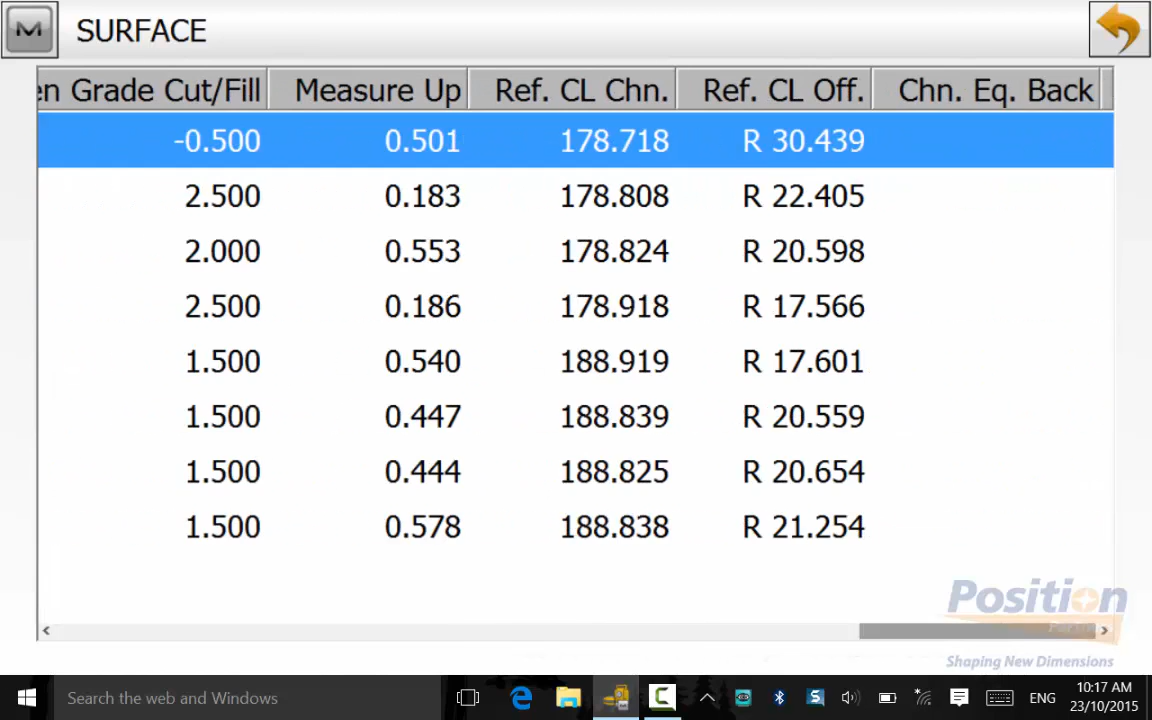 SURFACE
en Grade Cut/Fill Measure Up Ref. CL Chn. Ref. CL Off. Chn. Eq. Back
-0.500 0.501 178.718 R 30.439
2.500 0.183 178.808 R 22.405
2.000 0.553 178.824 R 20.598
2.500 0.186 178.918 R 17.566
1.500 0.540 188.919 R 17.601
1.500 0.447 188.839 R 20.559
1.500 0.444 188.825 R 20.654
1.500 0.578 188.838 R 21.254
Position
Shaping New Dimensions
Search the web and Windows
ENG
10:17 AM
23/10/2015